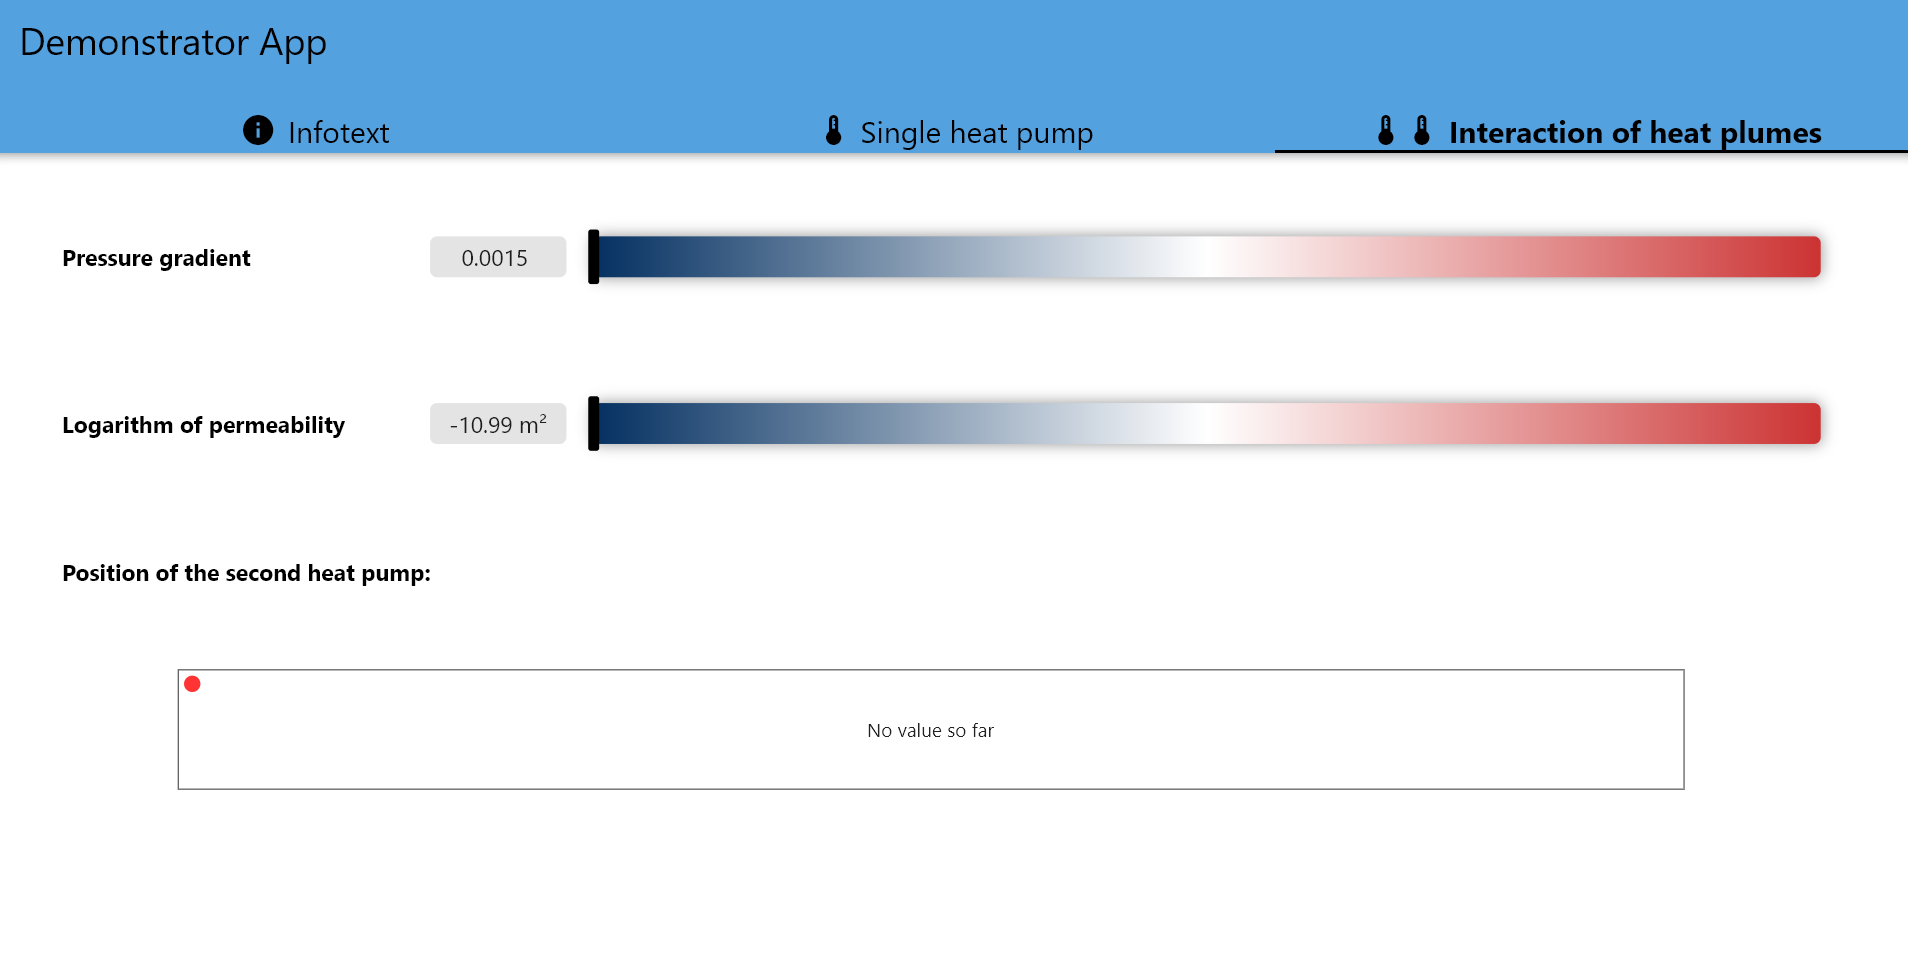 Demonstrator App
Infotext
Single heat pump
Interaction of heat plumes
Pressure gradient
0.0015
Logarithm of permeability
-10.99 m²
Position of the second heat pump:
No value so far